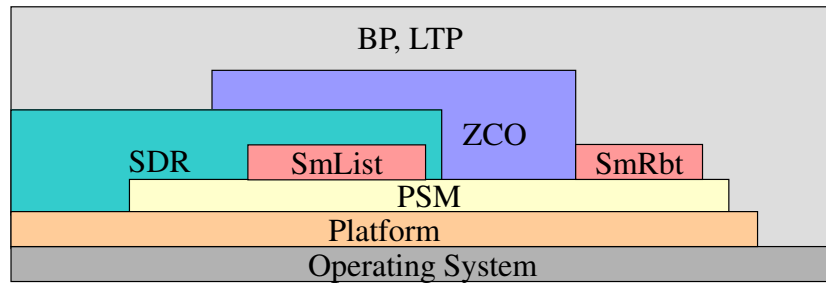 BP, LTP
ZCO
SDR
SmList
SmRbt
PSM
Platform
Operating System